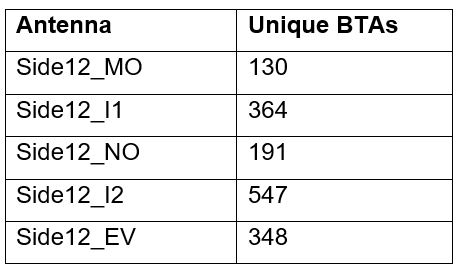 Antenna Unique BTAs
Side12_MO 130
Side12_I1 364
Side12_NO 191
Side12_I2 547
Side12_EV 348